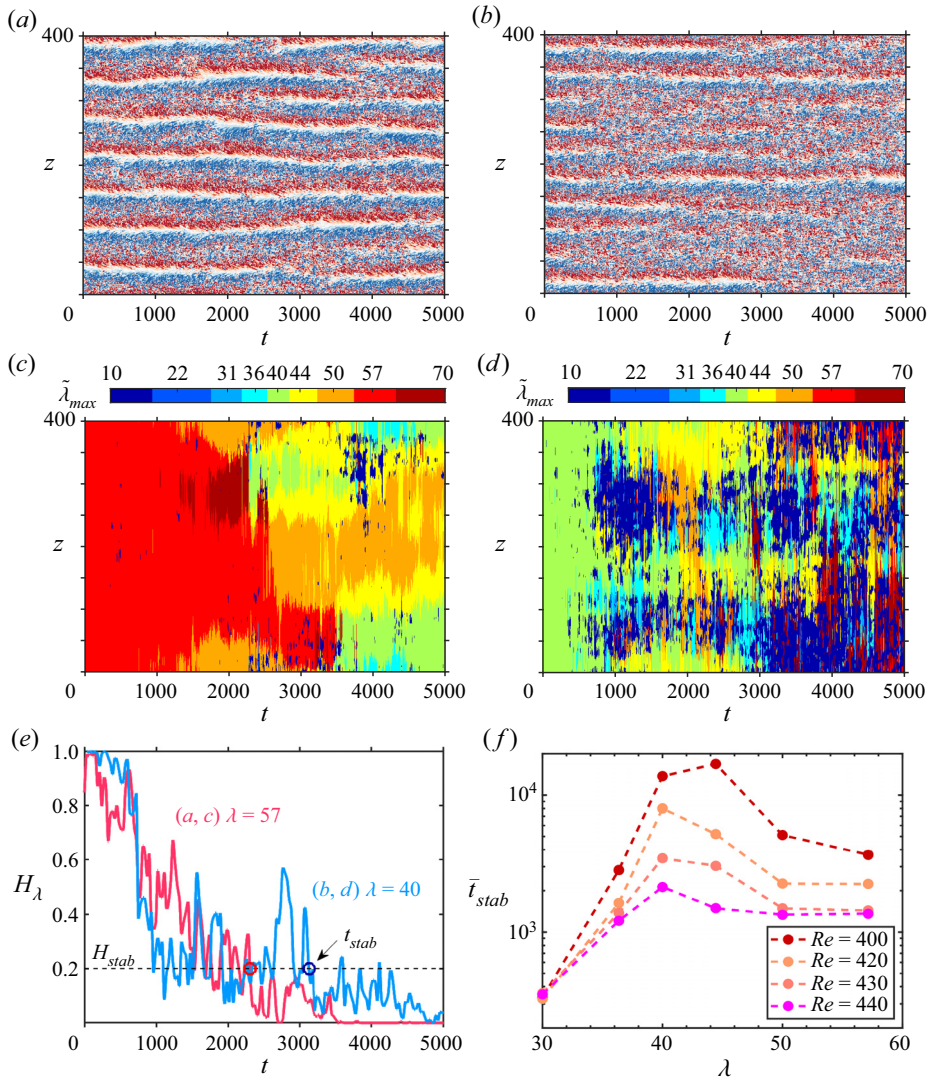 (a)
400
z
0 1000 2000 3000 4000 5000
t
(b)
400
z
0 1000 2000 3000 4000 5000
t
(c)
10 22 31 36 40 44 50 57 70
λ̃max
400
z
0 1000 2000 3000 4000 5000
t
(d)
10 22 31 36 40 44 50 57 70
λ̃max
400
z
0 1000 2000 3000 4000 5000
t
(e)
1.0
0.8
0.6
0.4
0.2
Hλ
(a, c) λ = 57
(b, d) λ = 40
Hstab
tstab
0 1000 2000 3000 4000 5000
t
(f)
10⁴
10³
t̄stab
Re = 400
Re = 420
Re = 430
Re = 440
30 40 50 60
λ